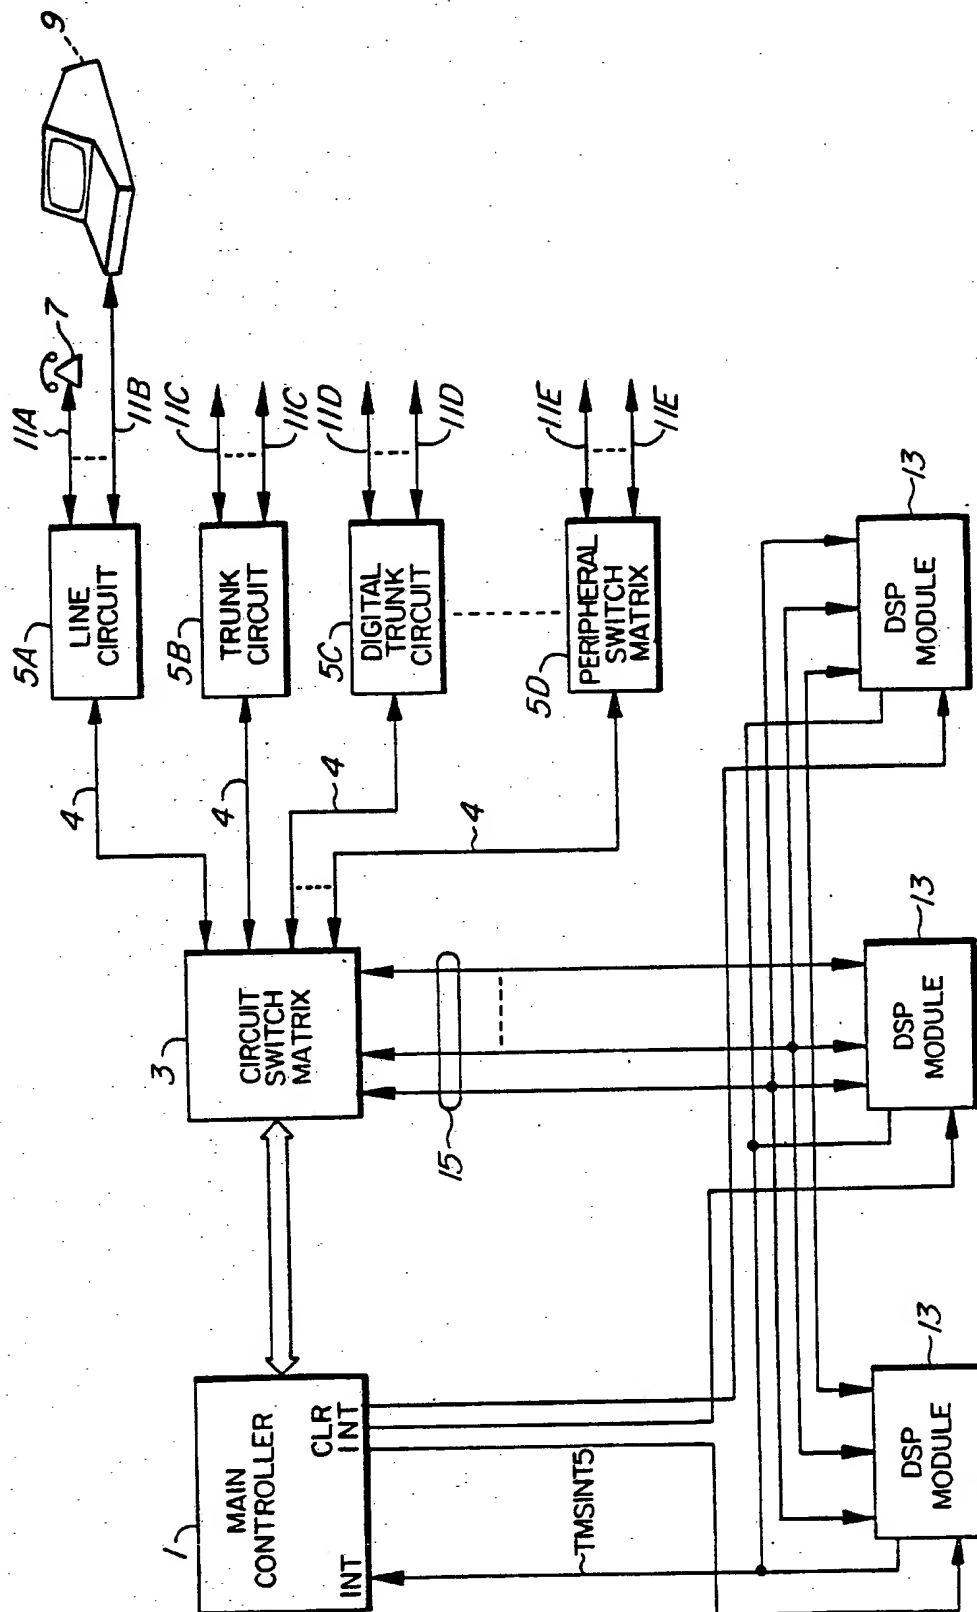 9
7
11A
11B
11C
11C
11D
11D
11E
11E
5A
LINE
CIRCUIT
5B
TRUNK
CIRCUIT
5C
DIGITAL
TRUNK
CIRCUIT
5D
PERIPHERAL
SWITCH
MATRIX
4
4
4
4
3
CIRCUIT
SWITCH
MATRIX
15
1
MAIN
CONTROLLER
INT
CLR
INT
TMSINT5
13
DSP
MODULE
13
DSP
MODULE
13
DSP
MODULE